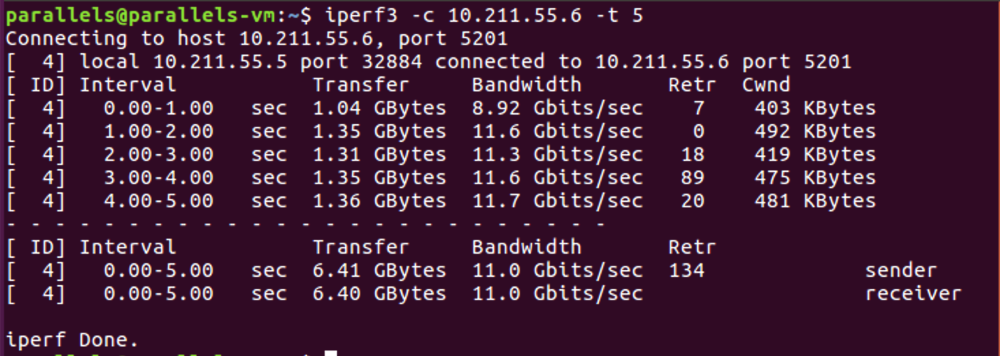 parallels@parallels-vm:~$ iperf3 -c 10.211.55.6 -t 5
Connecting to host 10.211.55.6, port 5201
[  4] local 10.211.55.5 port 32884 connected to 10.211.55.6 port 5201
[ ID] Interval           Transfer     Bandwidth       Retr  Cwnd
[  4]   0.00-1.00   sec  1.04 GBytes  8.92 Gbits/sec    7    403 KBytes
[  4]   1.00-2.00   sec  1.35 GBytes  11.6 Gbits/sec    0    492 KBytes
[  4]   2.00-3.00   sec  1.31 GBytes  11.3 Gbits/sec   18    419 KBytes
[  4]   3.00-4.00   sec  1.35 GBytes  11.6 Gbits/sec   89    475 KBytes
[  4]   4.00-5.00   sec  1.36 GBytes  11.7 Gbits/sec   20    481 KBytes
- - - - - - - - - - - - - - - - - - - - - - - - -
[ ID] Interval           Transfer     Bandwidth       Retr
[  4]   0.00-5.00   sec  6.41 GBytes  11.0 Gbits/sec  134             sender
[  4]   0.00-5.00   sec  6.40 GBytes  11.0 Gbits/sec                  receiver
iperf Done.